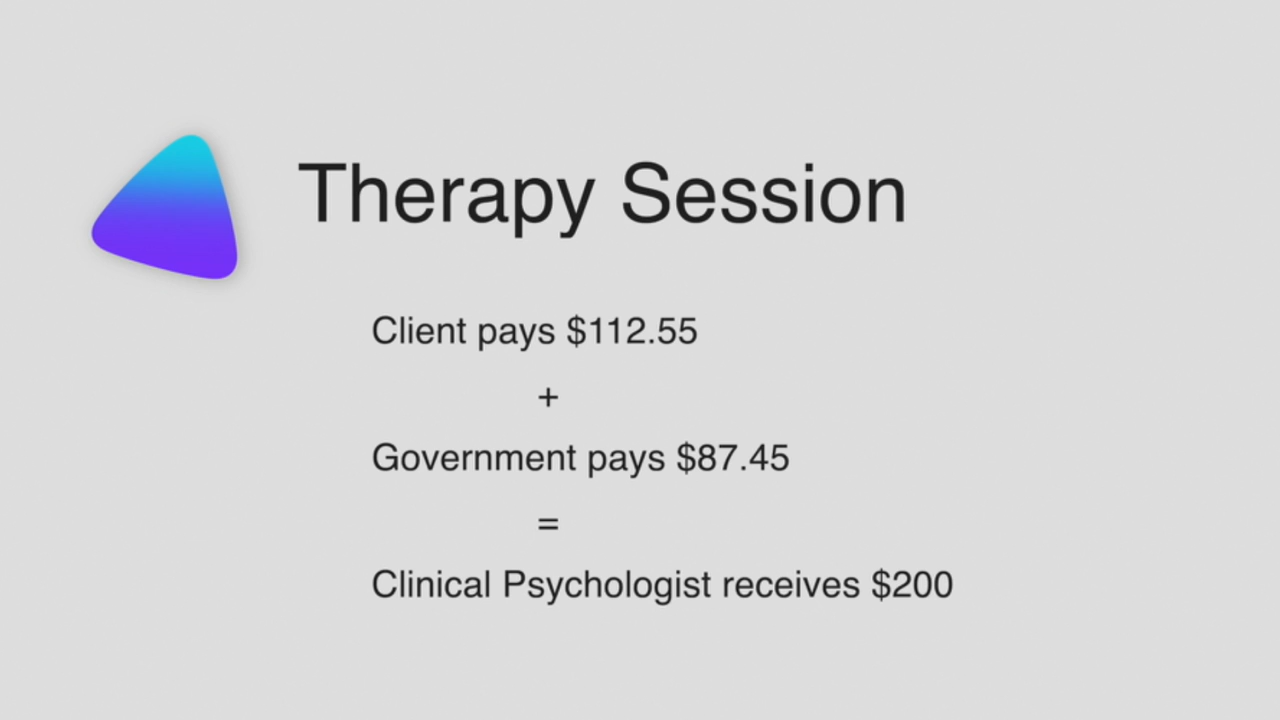 Therapy Session
Client pays $112.55
+
Government pays $87.45
=
Clinical Psychologist receives $200